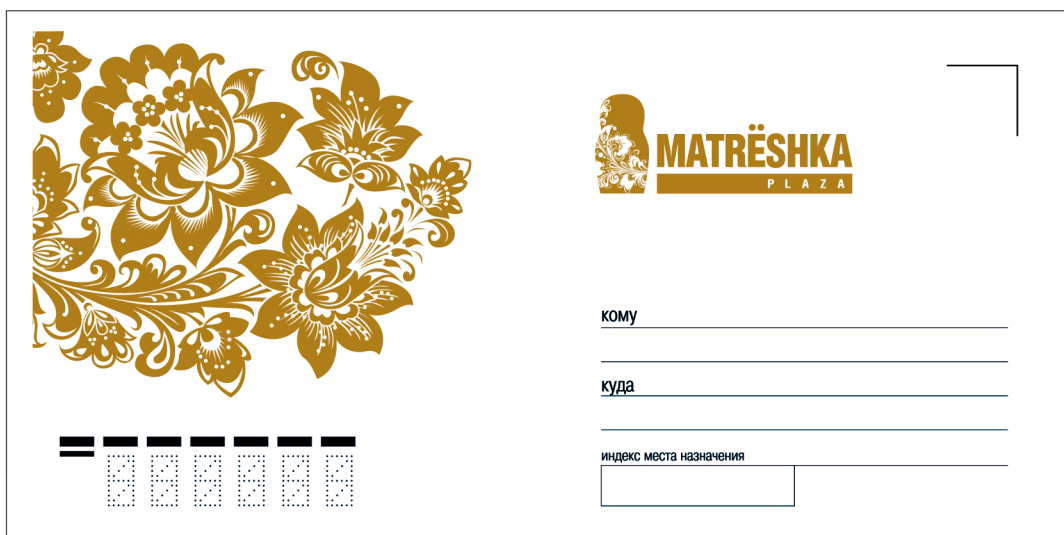 MATRЁSHKA
PLAZA
кому
куда
индекс места назначения